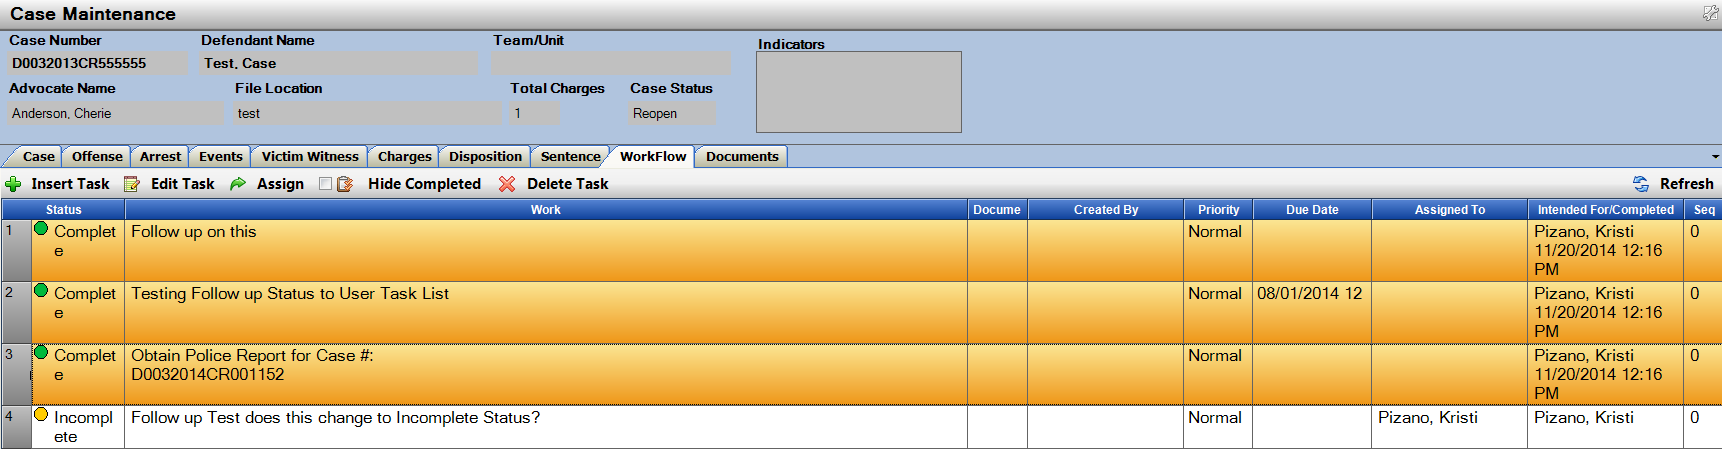 Case Maintenance
Case Number Defendant Name Team/Unit Indicators
D0032013CR555555 Test, Case
Advocate Name File Location Total Charges Case Status
Anderson, Cherie test 1 Reopen
Case Offense Arrest Events Victim Witness Charges Disposition Sentence WorkFlow Documents
Insert Task Edit Task Assign Hide Completed Delete Task Refresh
Status Work Docume Created By Priority Due Date Assigned To Intended For/Completed Seq
1 Complet Follow up on this Normal Pizano, Kristi 0
e 11/20/2014 12:16
PM
2 Complet Testing Follow up Status to User Task List Normal 08/01/2014 12 Pizano, Kristi 0
e 11/20/2014 12:16
PM
3 Complet Obtain Police Report for Case #: Normal Pizano, Kristi 0
e D0032014CR001152 11/20/2014 12:16
PM
4 Incompl Follow up Test does this change to Incomplete Status? Normal Pizano, Kristi Pizano, Kristi 0
ete